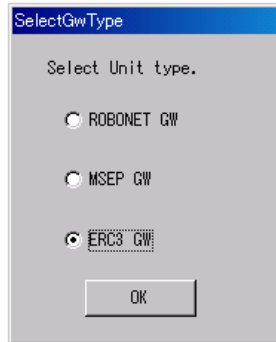 SelectGwType
Select Unit type.
ROBONET GW
MSEP GW
ERC3 GW
OK